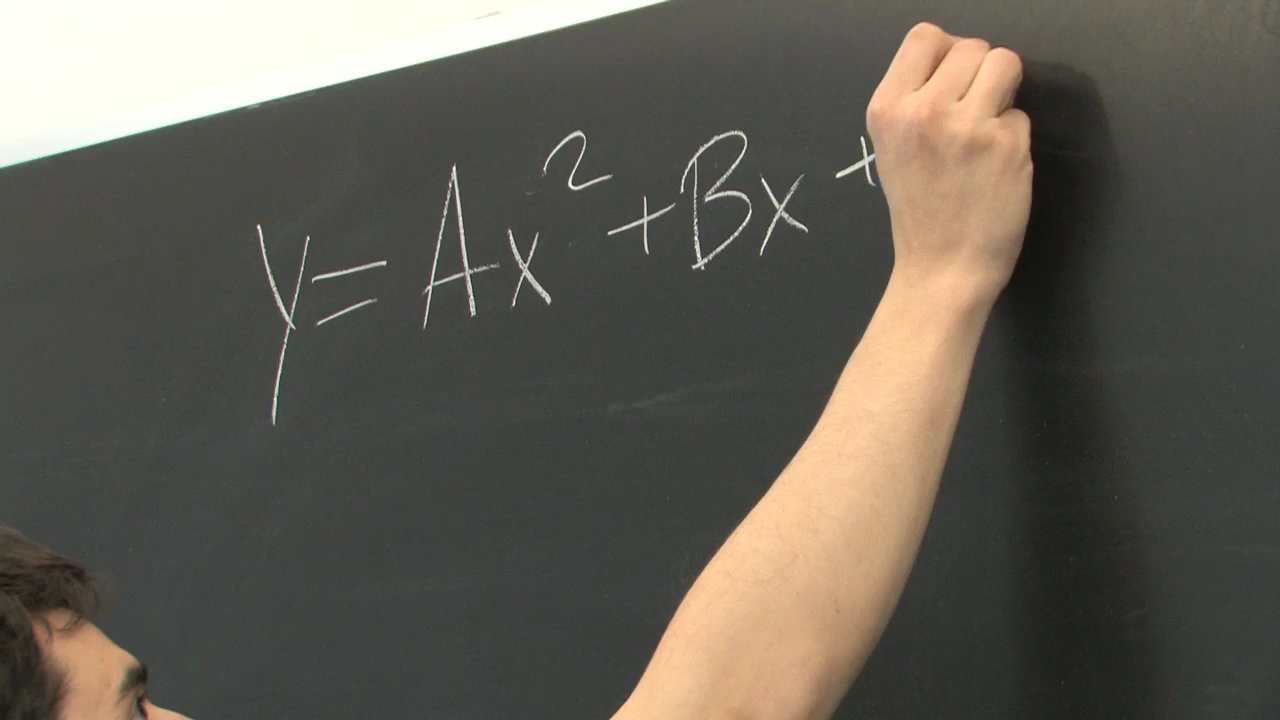 y= Ax²+Bx +